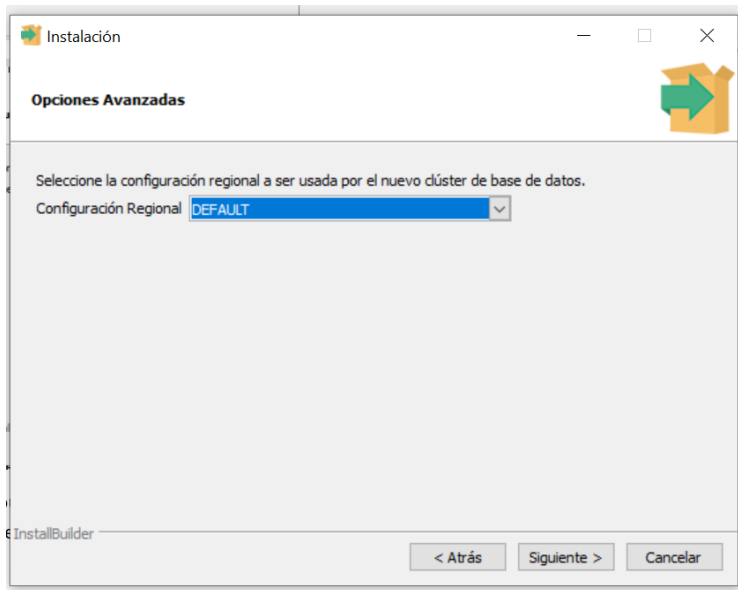 Instalación
Opciones Avanzadas
Seleccione la configuración regional a ser usada por el nuevo clúster de base de datos.
Configuración Regional DEFAULT
InstallBuilder
< Atrás Siguiente > Cancelar